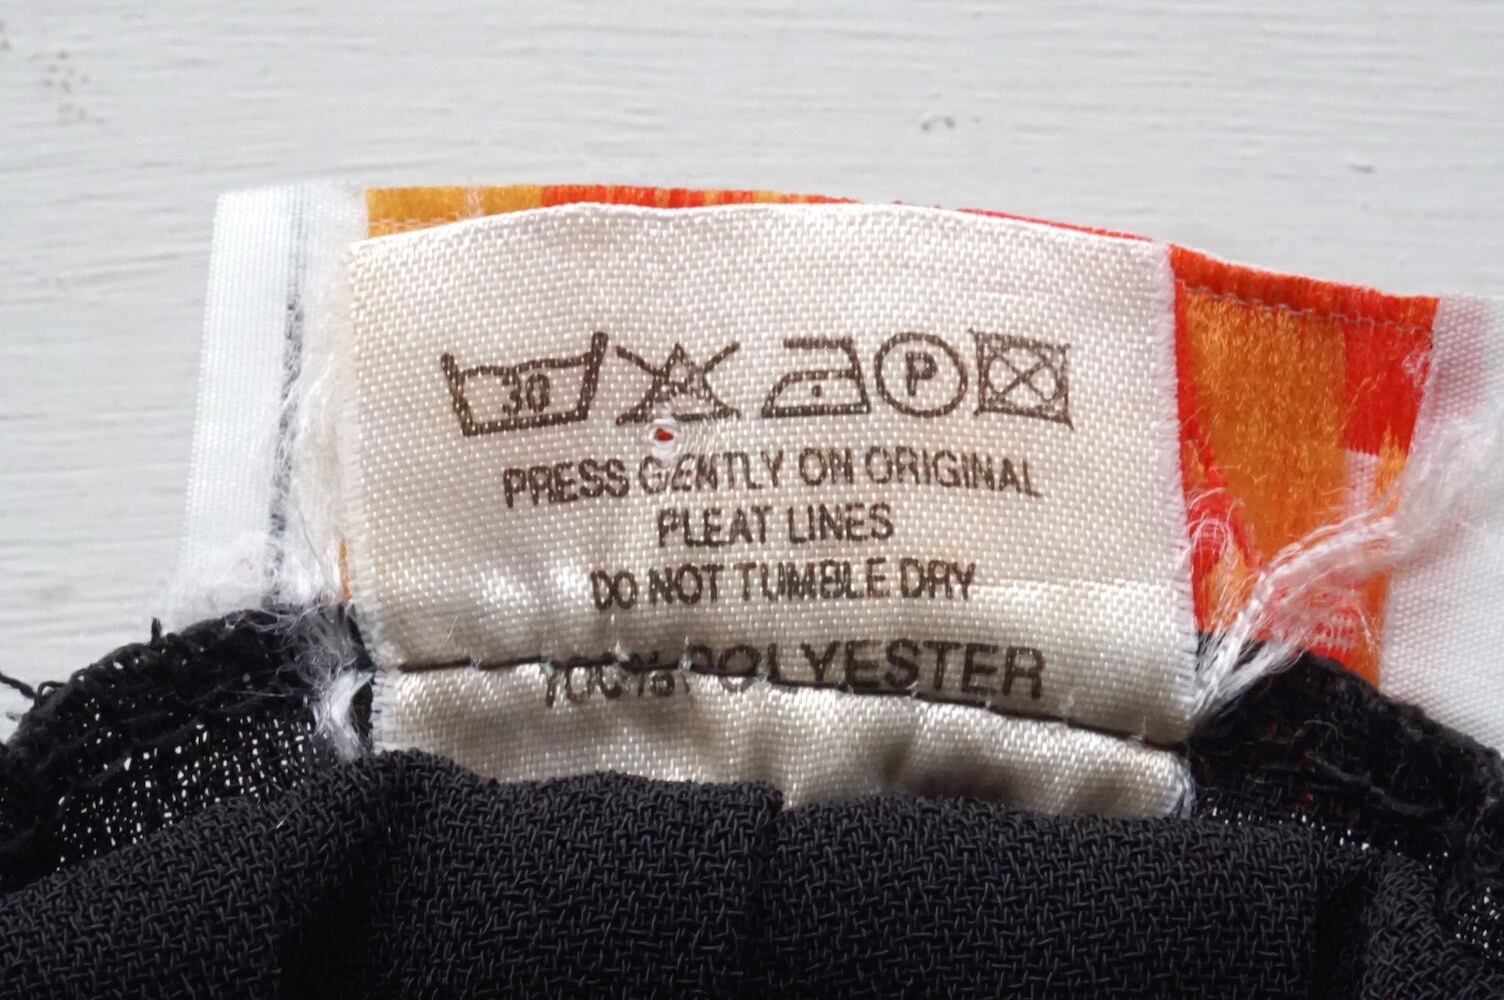 30 P
PRESS GENTLY ON ORIGINAL
PLEAT LINES
DO NOT TUMBLE DRY
100% POLYESTER